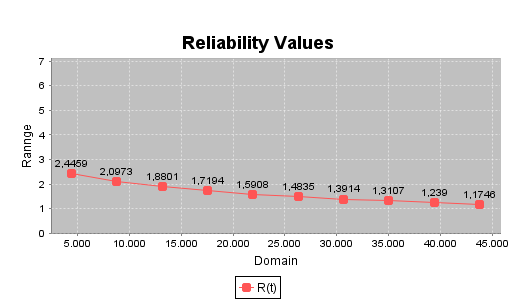 Reliability Values
7
6
5
4
3
2
1
0
Rannge
2,4459 2,0973 1,8801 1,7194 1,5908 1,4835 1,3914 1,3107 1,239 1,1746
5.000 10.000 15.000 20.000 25.000 30.000 35.000 40.000 45.000
Domain
R(t)